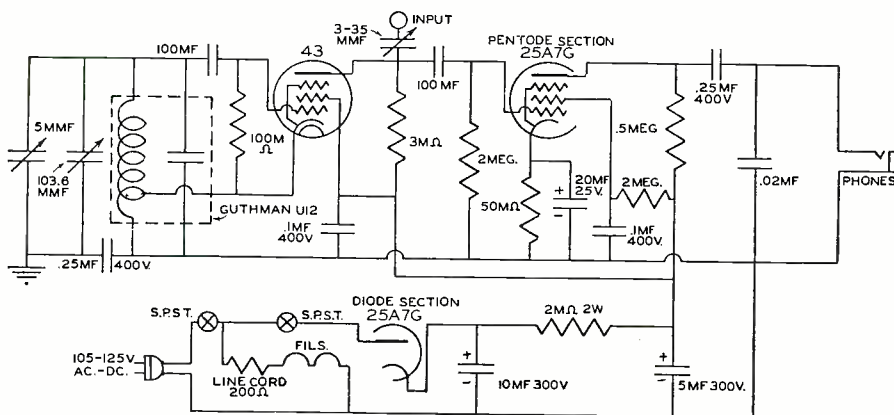 INPUT
3-35
MMF
43
PENTODE SECTION
25A7G
100MMF
100MF
.25MF
400V
5MMF
103.6
MMF
100M
Ω
3MΩ
2MEG.
.5MEG
20MF
25V.
50MΩ
2MEG.
.02MF
PHONES
GUTHMAN U12
.1MF
400V
.1MF
400V.
.25MF
400V.
DIODE SECTION
25A7G
S.P.S.T.
S.P.S.T.
2MΩ 2W
105-125V
AC.-DC.
FILS.
LINE CORD
200Ω
10MF 300V
5MF 300V.